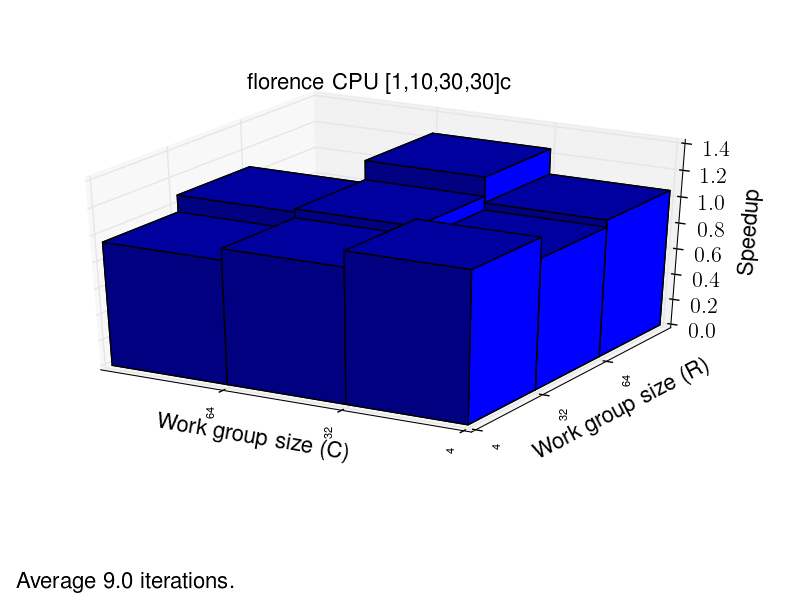 florence CPU [1,10,30,30]c
1.4
1.2
1.0
0.8
0.6
0.4
0.2
0.0
Speedup
64
32
4
Work group size (C)
4
32
64
Work group size (R)
Average 9.0 iterations.